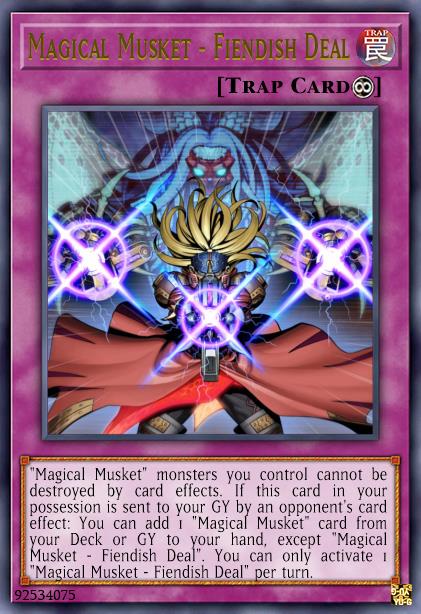 Magical Musket - Fiendish Deal
TRAP
罠
[Trap Card∞]
"Magical Musket" monsters you control cannot be
destroyed by card effects. If this card in your
possession is sent to your GY by an opponent's card
effect: You can add 1 "Magical Musket" card from
your Deck or GY to your hand, except "Magical
Musket - Fiendish Deal". You can only activate 1
"Magical Musket - Fiendish Deal" per turn.
92534075